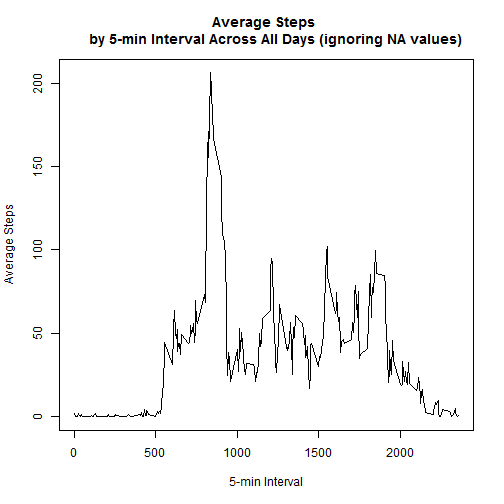 Average Steps
by 5-min Interval Across All Days (ignoring NA values)
Average Steps
200
150
100
50
0
0 500 1000 1500 2000
5-min Interval